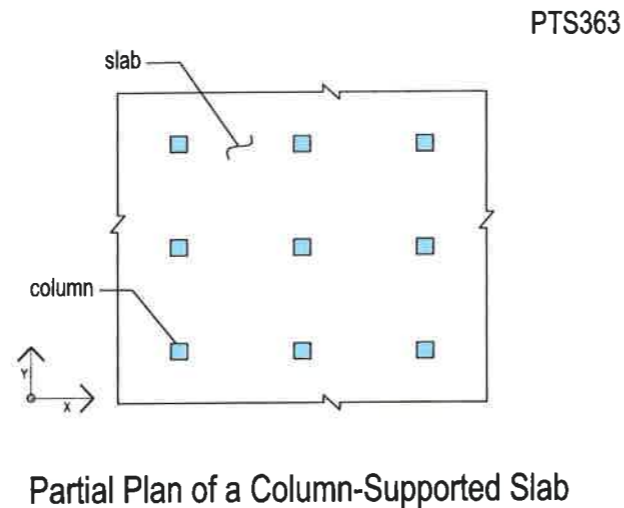 PTS363
slab
column
Y
X
Partial Plan of a Column-Supported Slab